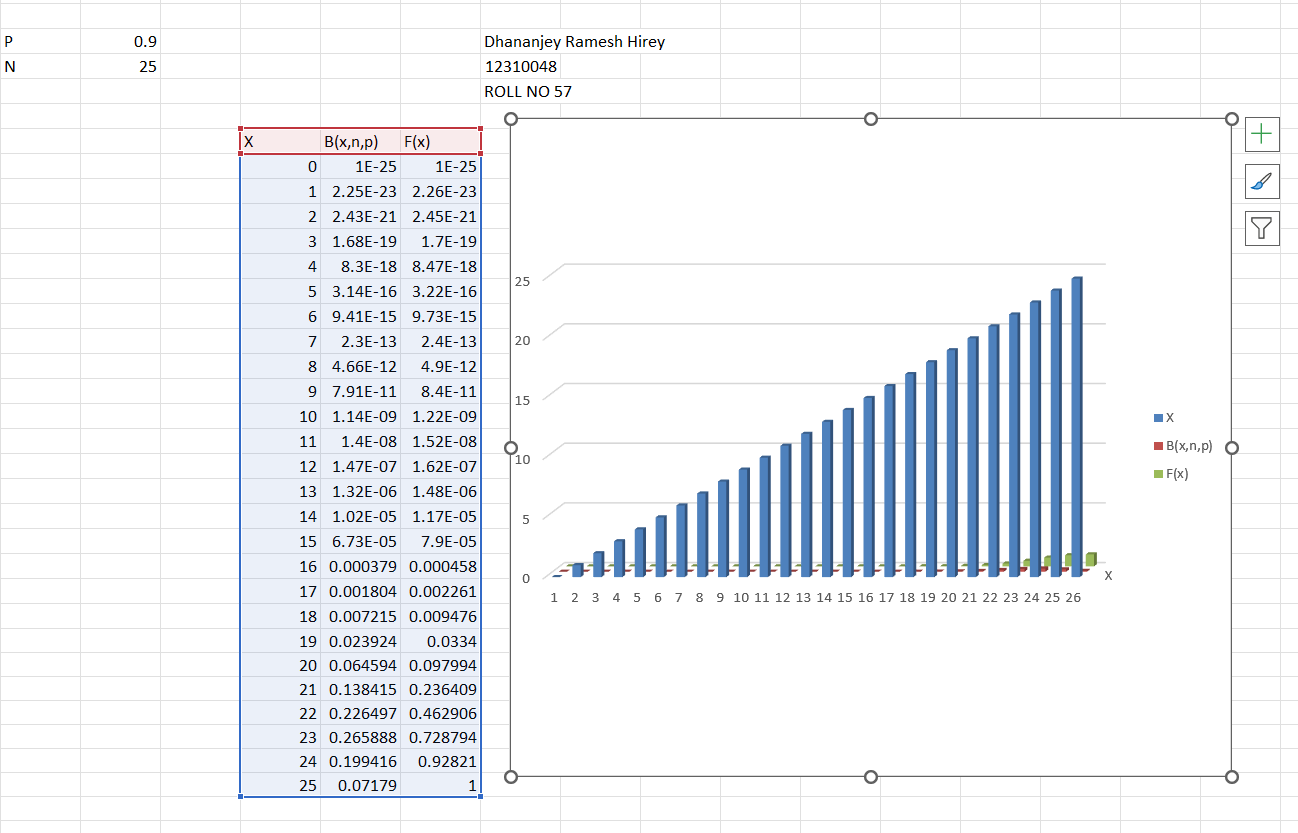 P 0.9 Dhananjey Ramesh Hirey
N 25 12310048
ROLL NO 57
X B(x,n,p) F(x)
0 1E-25 1E-25
1 2.25E-23 2.26E-23
2 2.43E-21 2.45E-21
3 1.68E-19 1.7E-19
4 8.3E-18 8.47E-18
5 3.14E-16 3.22E-16
6 9.41E-15 9.73E-15
7 2.3E-13 2.4E-13
8 4.66E-12 4.9E-12
9 7.91E-11 8.4E-11
10 1.14E-09 1.22E-09
11 1.4E-08 1.52E-08
12 1.47E-07 1.62E-07
13 1.32E-06 1.48E-06
14 1.02E-05 1.17E-05
15 6.73E-05 7.9E-05
16 0.000379 0.000458
17 0.001804 0.002261
18 0.007215 0.009476
19 0.023924 0.0334
20 0.064594 0.097994
21 0.138415 0.236409
22 0.226497 0.462906
23 0.265888 0.728794
24 0.199416 0.92821
25 0.07179 1
25
20
15
10
5
0
X
1 2 3 4 5 6 7 8 9 10 11 12 13 14 15 16 17 18 19 20 21 22 23 24 25 26
X
B(x,n,p)
F(x)